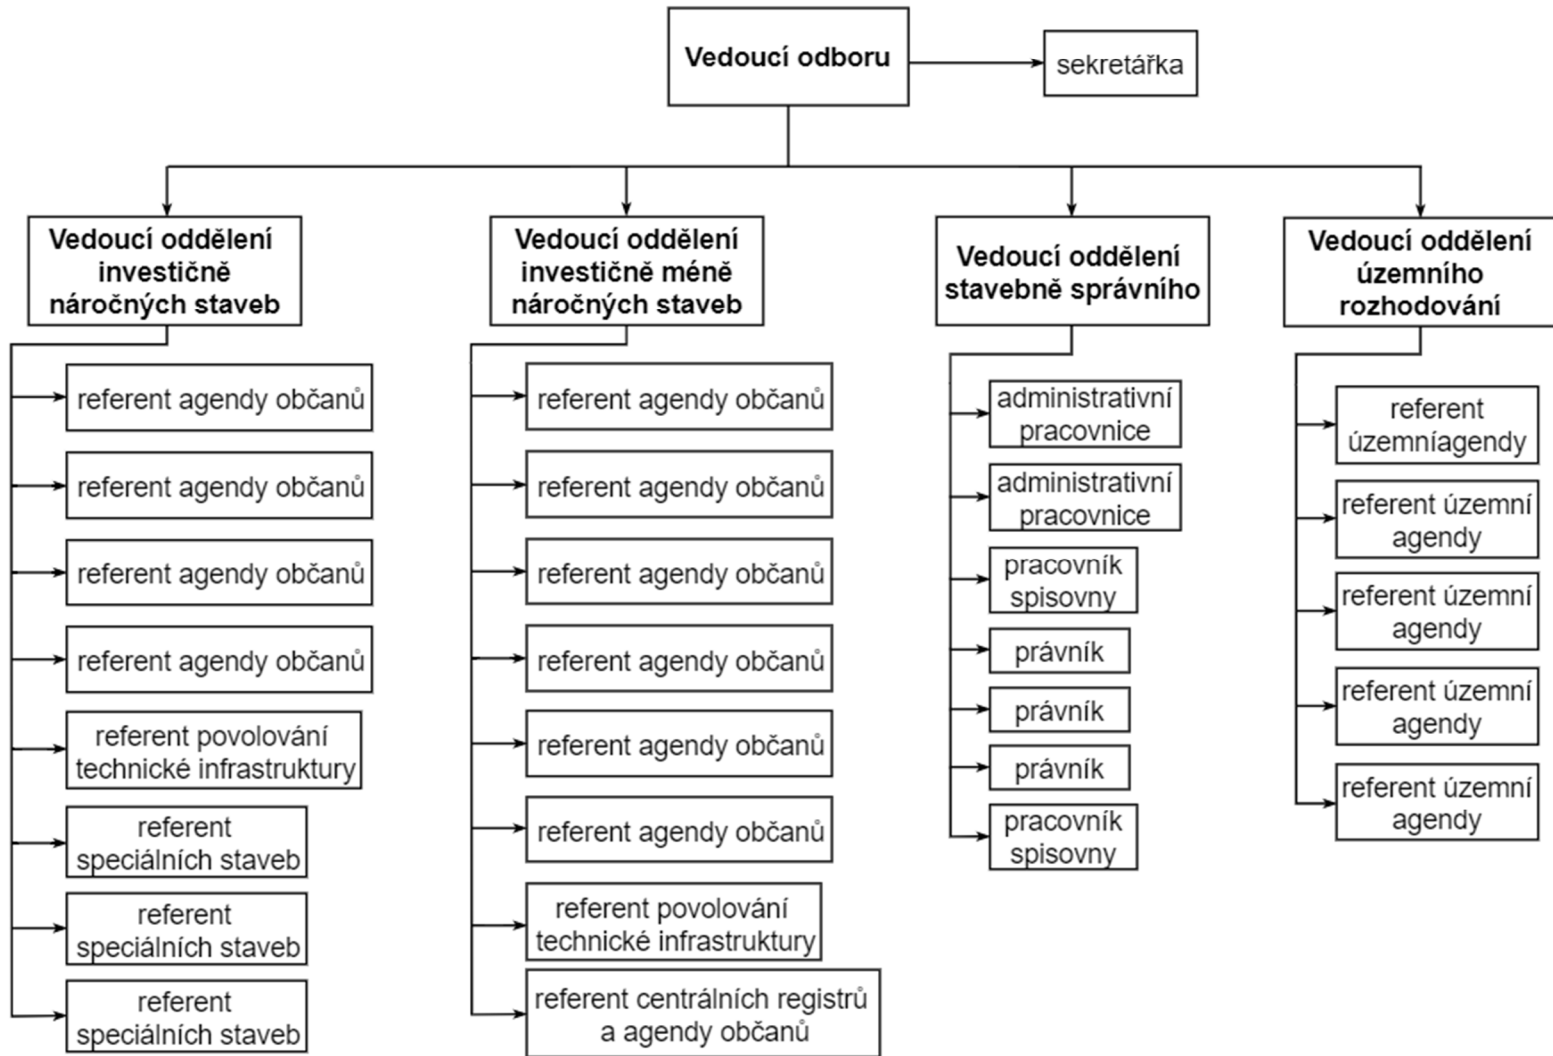 Vedoucí odboru
sekretářka
Vedoucí oddělení
investičně
náročných staveb
referent agendy občanů
referent agendy občanů
referent agendy občanů
referent agendy občanů
referent povolování
technické infrastruktury
referent
speciálních staveb
referent
speciálních staveb
referent
speciálních staveb
Vedoucí oddělení
investičně méně
náročných staveb
referent agendy občanů
referent agendy občanů
referent agendy občanů
referent agendy občanů
referent agendy občanů
referent agendy občanů
referent povolování
technické infrastruktury
referent centrálních registrů
a agendy občanů
Vedoucí oddělení
stavebně správního
administrativní
pracovnice
administrativní
pracovnice
pracovník
spisovny
právník
právník
právník
pracovník
spisovny
Vedoucí oddělení
územního
rozhodování
referent
územníagendy
referent územní
agendy
referent územní
agendy
referent územní
agendy
referent územní
agendy